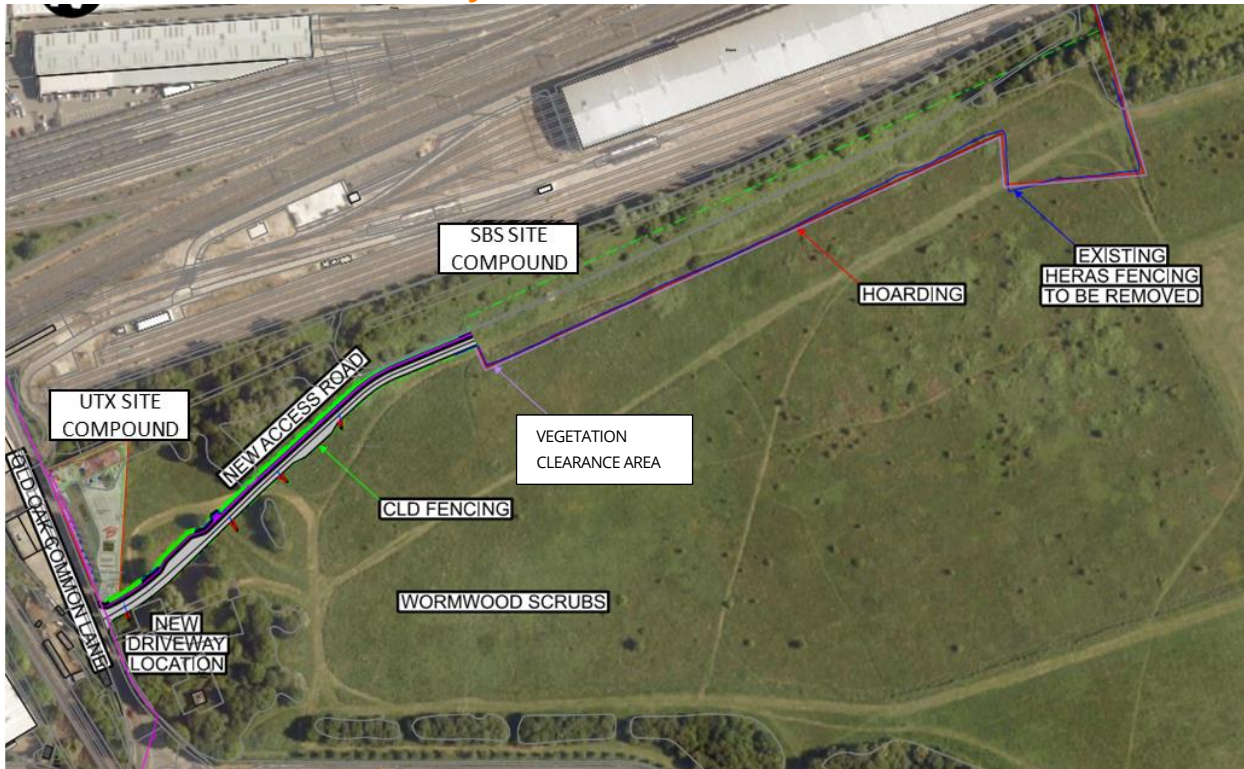 SBS SITE
COMPOUND
EXISTING
HERAS FENCING
TO BE REMOVED
HOARDING
NEW ACCESS ROAD
UTX SITE
COMPOUND
VEGETATION
CLEARANCE AREA
CLD FENCING
OLD OAK COMMON LANE
WORMWOOD SCRUBS
NEW
DRIVEWAY
LOCATION